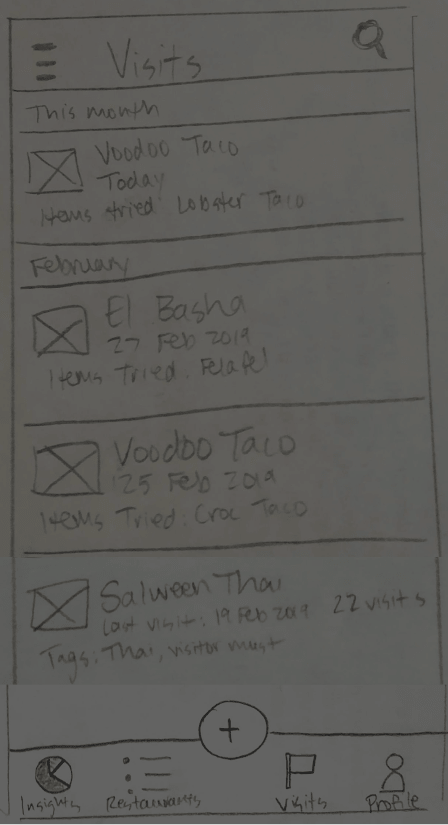 Visits
This month
Voodoo Taco
Today
Items tried Lobster Taco
February
El Basha
27 Feb 2019
Items Tried: Felafel
Voodoo Taco
25 Feb 2019
Items Tried: Croc Taco
Salween Thai
Last visit: 19 Feb 2019 22 visits
Tags: Thai, visitor must
+
Insights Restaurants Visits Profile